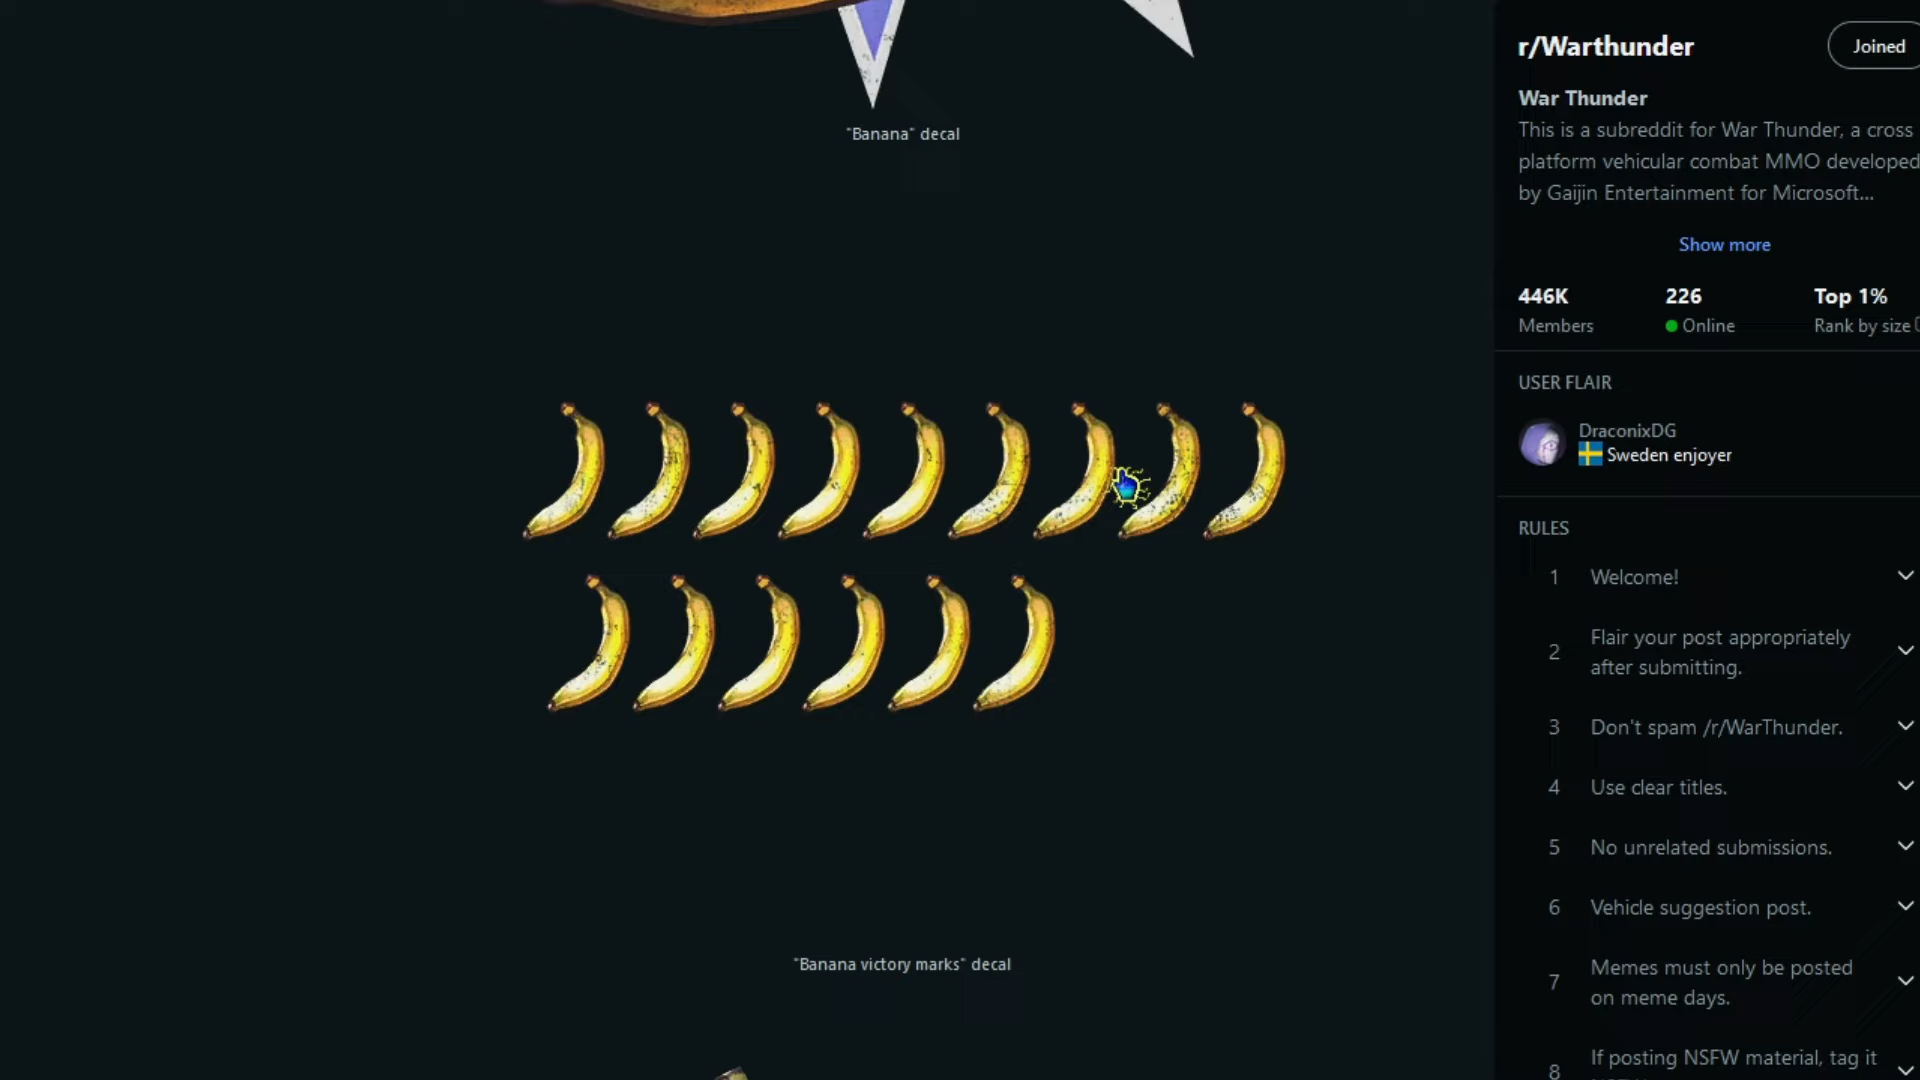 "Banana" decal
"Banana victory marks" decal
r/Warthunder
Joined
War Thunder
This is a subreddit for War Thunder, a cross
platform vehicular combat MMO developed
by Gaijin Entertainment for Microsoft...
Show more
446K
Members
226
Online
Top 1%
Rank by size
USER FLAIR
DraconixDG
Sweden enjoyer
RULES
1 Welcome!
2 Flair your post appropriately
after submitting.
3 Don't spam /r/WarThunder.
4 Use clear titles.
5 No unrelated submissions.
6 Vehicle suggestion post.
7 Memes must only be posted
on meme days.
8 If posting NSFW material, tag it